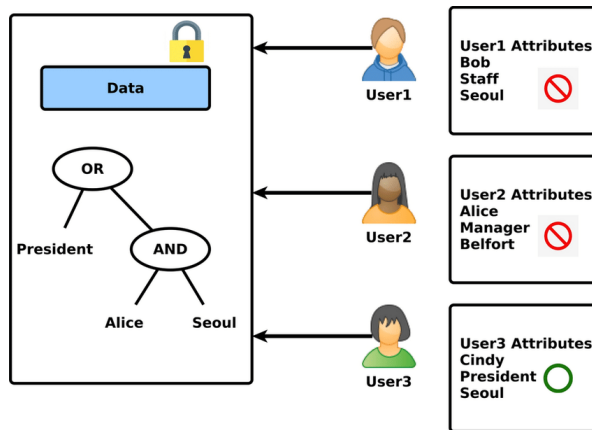 Data
OR
President
AND
Alice
Seoul
User1
User2
User3
User1 Attributes
Bob
Staff
Seoul
User2 Attributes
Alice
Manager
Belfort
User3 Attributes
Cindy
President
Seoul